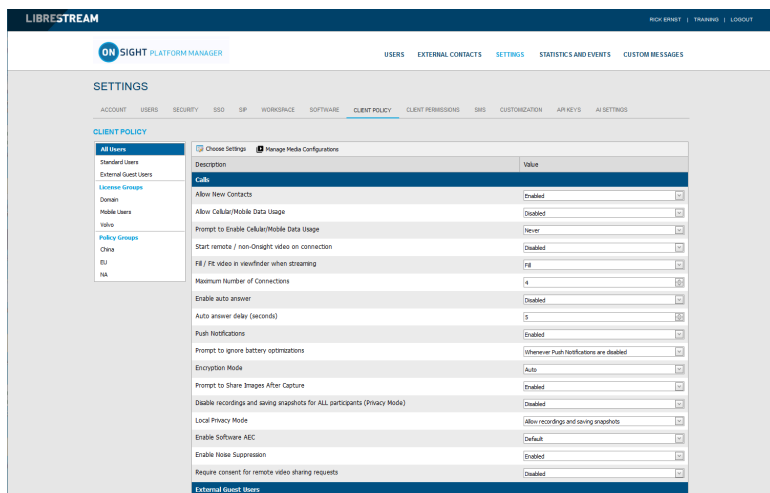 LIBRESTREAM
RICK ERNST | TRAINING | LOGOUT
ON SIGHT PLATFORM MANAGER
USERS EXTERNAL CONTACTS SETTINGS STATISTICS AND EVENTS CUSTOM MESSAGES
SETTINGS
ACCOUNT USERS SECURITY SSO SIP WORKSPACE SOFTWARE CLIENT POLICY CLIENT PERMISSIONS SMS CUSTOMIZATION API KEYS AI SETTINGS
CLIENT POLICY
All Users
Standard Users
External Guest Users
License Groups
Domain
Mobile Users
Volvo
Policy Groups
China
EU
NA
Choose Settings Manage Media Configurations
Description Value
Calls
Allow New Contacts Enabled
Allow Cellular/Mobile Data Usage Disabled
Prompt to Enable Cellular/Mobile Data Usage Never
Start remote / non-Onsight video on connection Disabled
Fill / Fit video in viewfinder when streaming Fill
Maximum Number of Connections 4
Enable auto answer Disabled
Auto answer delay (seconds) 5
Push Notifications Enabled
Prompt to ignore battery optimizations Whenever Push Notifications are disabled
Encryption Mode Auto
Prompt to Share Images After Capture Enabled
Disable recordings and saving snapshots for ALL participants (Privacy Mode) Disabled
Local Privacy Mode Allow recordings and saving snapshots
Enable Software AEC Default
Enable Noise Suppression Enabled
Require consent for remote video sharing requests Disabled
External Guest Users